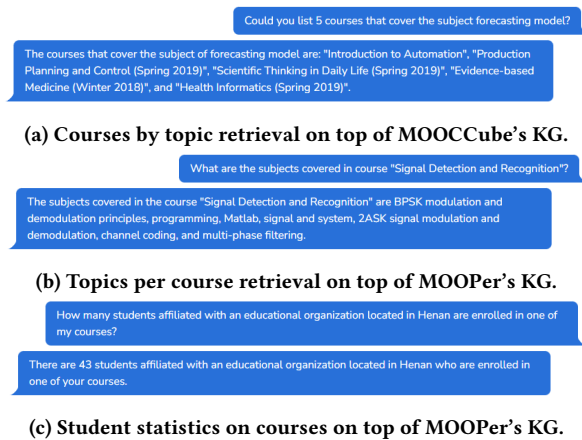 Could you list 5 courses that cover the subject forecasting model?
The courses that cover the subject of forecasting model are: "Introduction to Automation", "Production
Planning and Control (Spring 2019)", "Scientific Thinking in Daily Life (Spring 2019)", "Evidence-based
Medicine (Winter 2018)", and "Health Informatics (Spring 2019)".
(a) Courses by topic retrieval on top of MOOCCube's KG.
What are the subjects covered in course "Signal Detection and Recognition"?
The subjects covered in the course "Signal Detection and Recognition" are BPSK modulation and
demodulation principles, programming, Matlab, signal and system, 2ASK signal modulation and
demodulation, channel coding, and multi-phase filtering.
(b) Topics per course retrieval on top of MOOPer's KG.
How many students affiliated with an educational organization located in Henan are enrolled in one of
my courses?
There are 43 students affiliated with an educational organization located in Henan who are enrolled in
one of your courses.
(c) Student statistics on courses on top of MOOPer's KG.